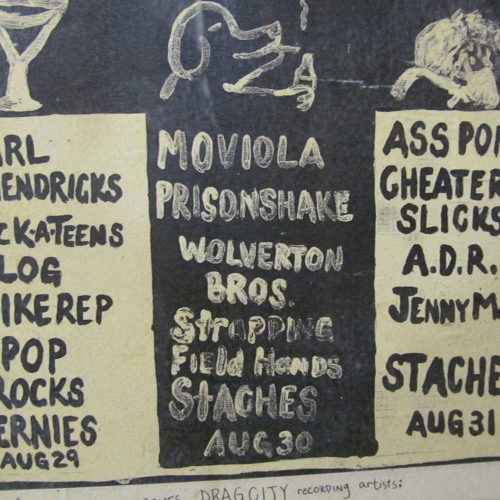 ARL
HENDRICKS
CK-A-TEENS
LOG
IKE REP
POP
ROCKS
ERNIES
AUG 29
MOVIOLA
PRISONSHAKE
WOLVERTON
BROS.
Strapping
Field Hands
STACHES
AUG 30
ASS PO
CHEATER
SLICKS
A.D.R.
JENNY M
STACHE
AUG 31
DRAG CITY recording artists: